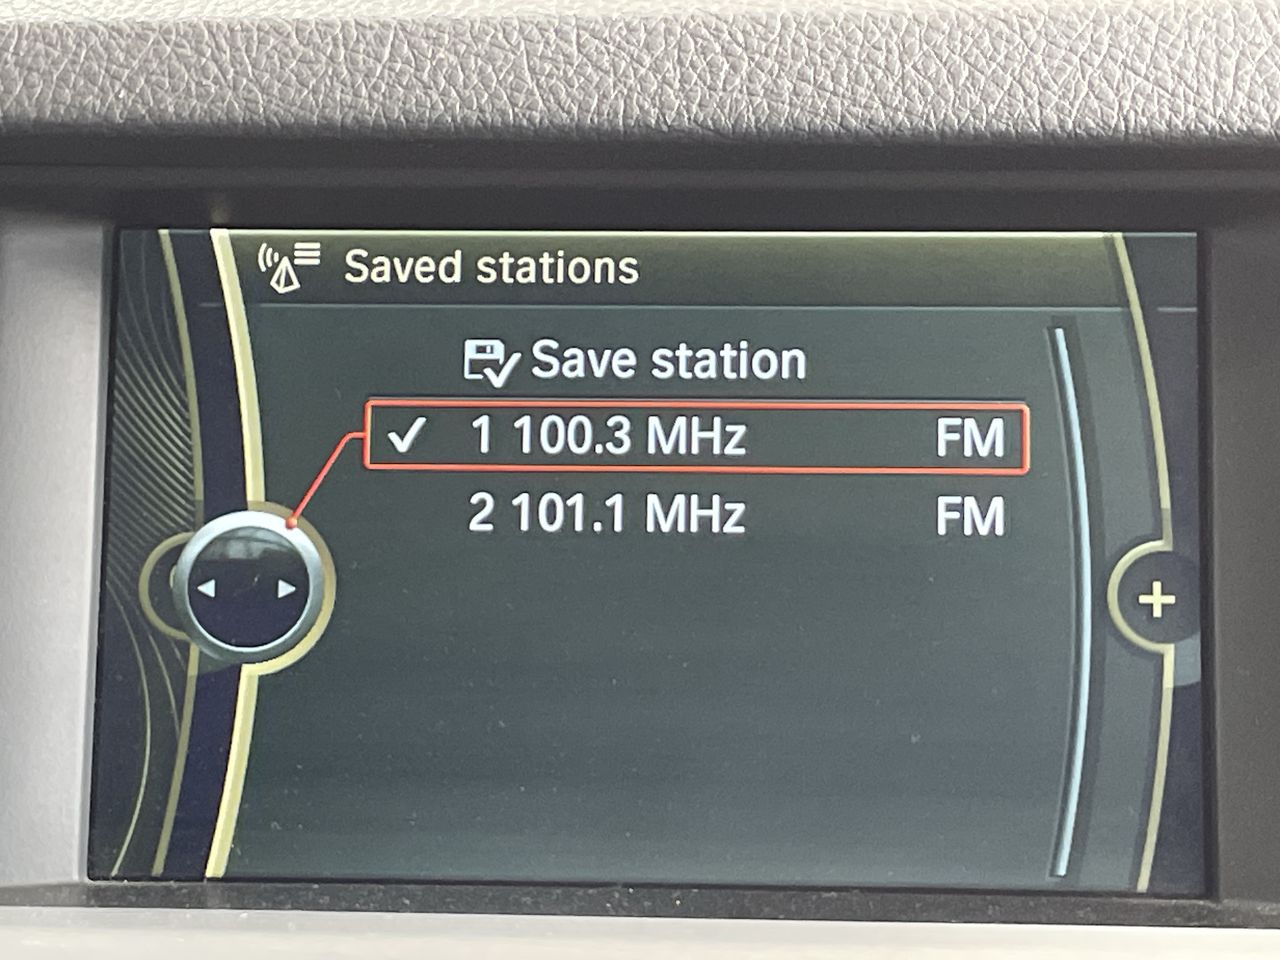 Saved stations
Save station
1 100.3 MHz FM
2 101.1 MHz FM